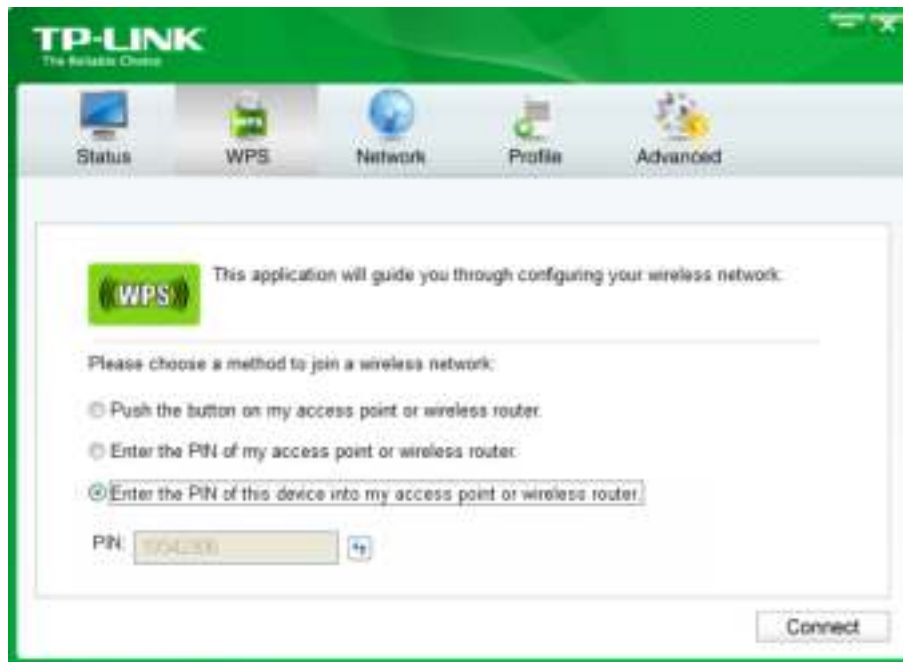 TP-LINK
The Reliable Choice
Status WPS Network Profile Advanced
WPS
This application will guide you through configuring your wireless network.
Please choose a method to join a wireless network:
Push the button on my access point or wireless router.
Enter the PIN of my access point or wireless router.
Enter the PIN of this device into my access point or wireless router.
PIN:
Connect